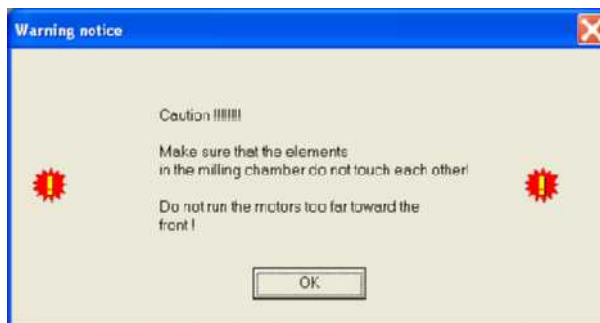 Warning notice
Caution !!!!!!!!
Make sure that the elements
in the milling chamber do not touch each other!
Do not run the motors too far toward the
front !
OK